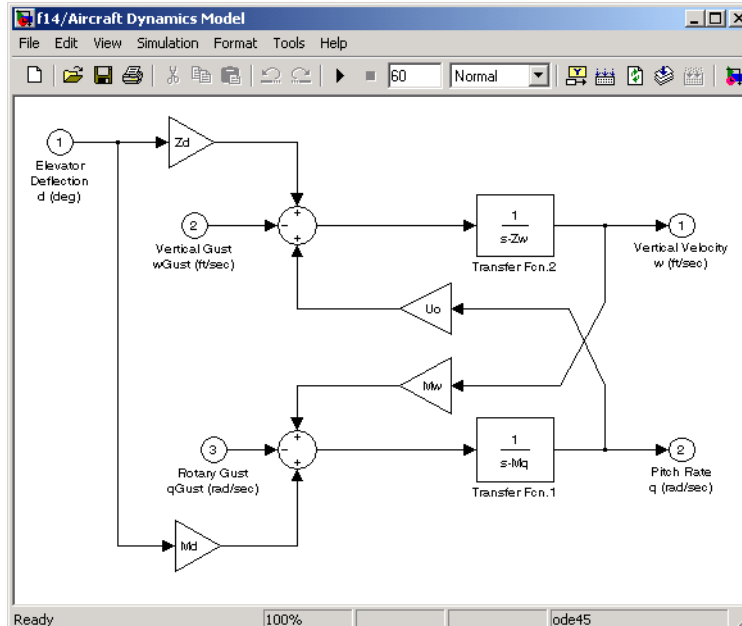 f14/Aircraft Dynamics Model
File Edit View Simulation Format Tools Help
60 Normal
1
Elevator
Deflection
d (deg)
Zd
2
Vertical Gust
wGust (ft/sec)
+
-
+
1
s-Zw
Transfer Fcn.2
1
Vertical Velocity
w (ft/sec)
Uo
Mw
3
Rotary Gust
qGust (rad/sec)
+
-
+
1
s-Mq
Transfer Fcn.1
2
Pitch Rate
q (rad/sec)
Md
Ready 100% ode45